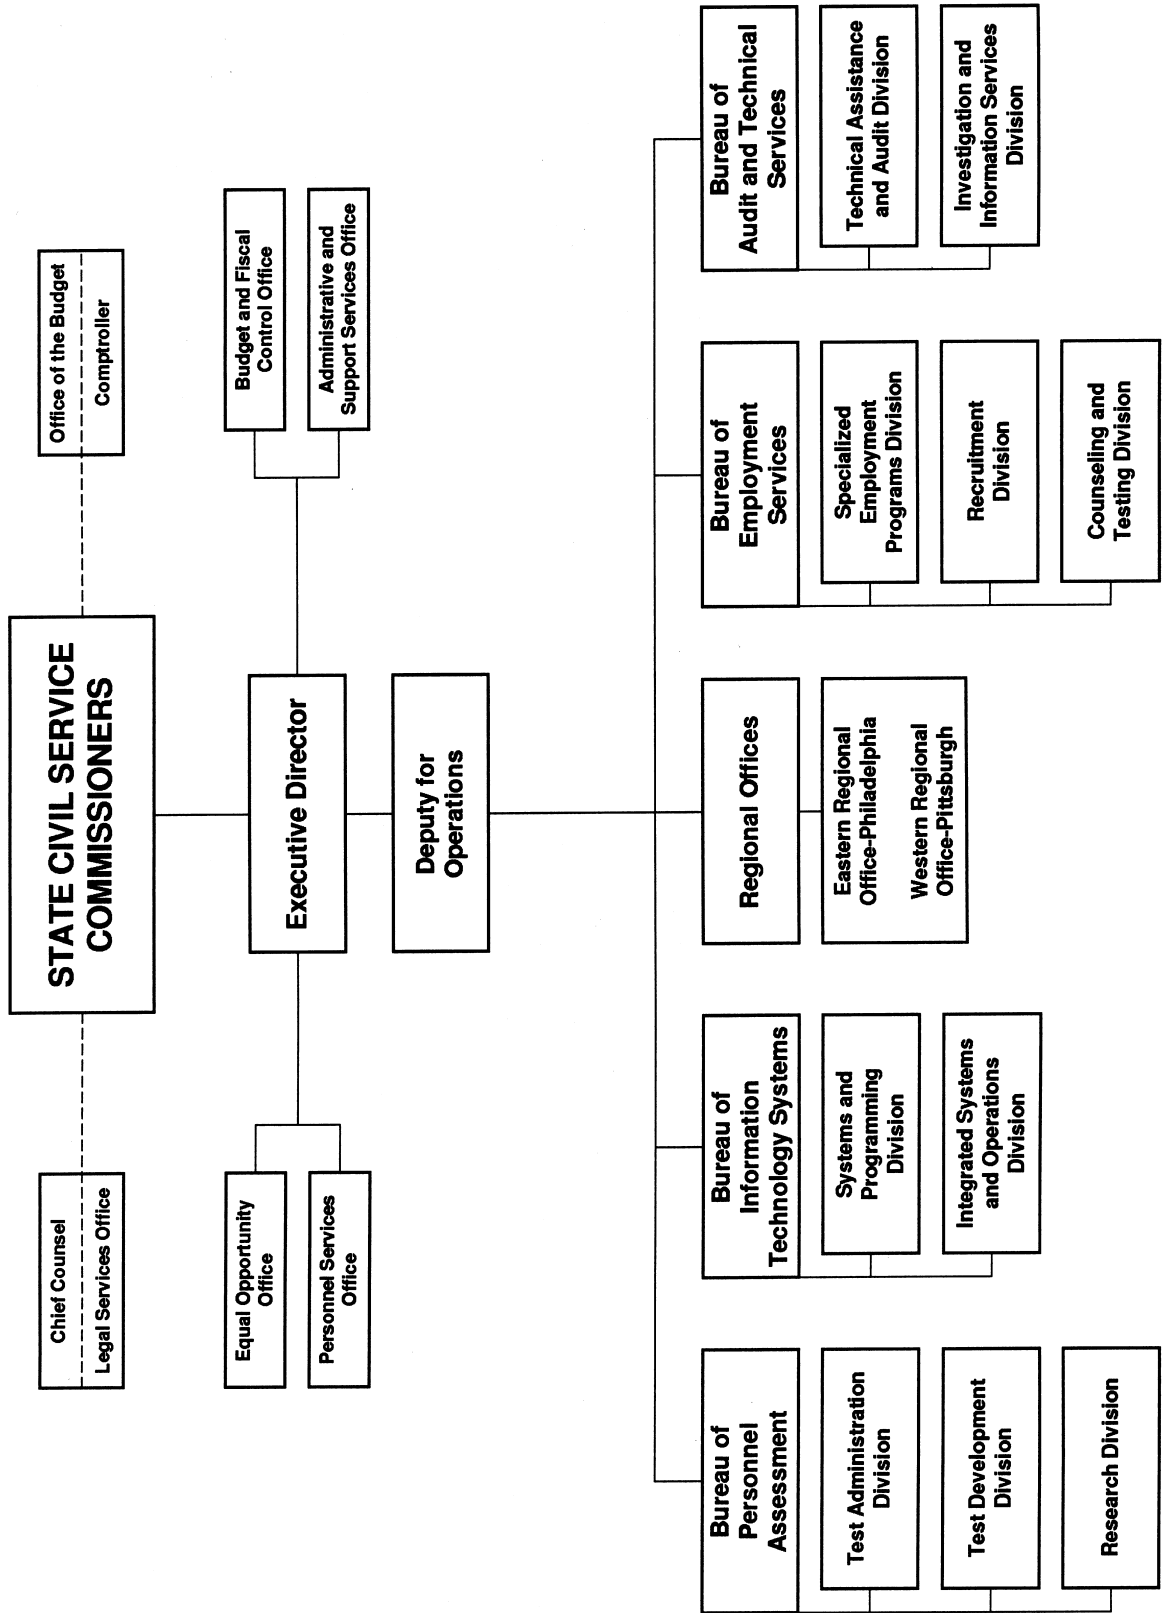 STATE CIVIL SERVICE
COMMISSIONERS
Chief Counsel
Legal Services Office
Office of the Budget
Comptroller
Executive Director
Equal Opportunity
Office
Personnel Services
Office
Budget and Fiscal
Control Office
Administrative and
Support Services Office
Deputy for
Operations
Bureau of
Personnel
Assessment
Test Administration
Division
Test Development
Division
Research Division
Bureau of
Information
Technology Systems
Systems and
Programming
Division
Integrated Systems
and Operations
Division
Regional Offices
Eastern Regional
Office-Philadelphia
Western Regional
Office-Pittsburgh
Bureau of
Employment
Services
Specialized
Employment
Programs Division
Recruitment
Division
Counseling and
Testing Division
Bureau of
Audit and Technical
Services
Technical Assistance
and Audit Division
Investigation and
Information Services
Division